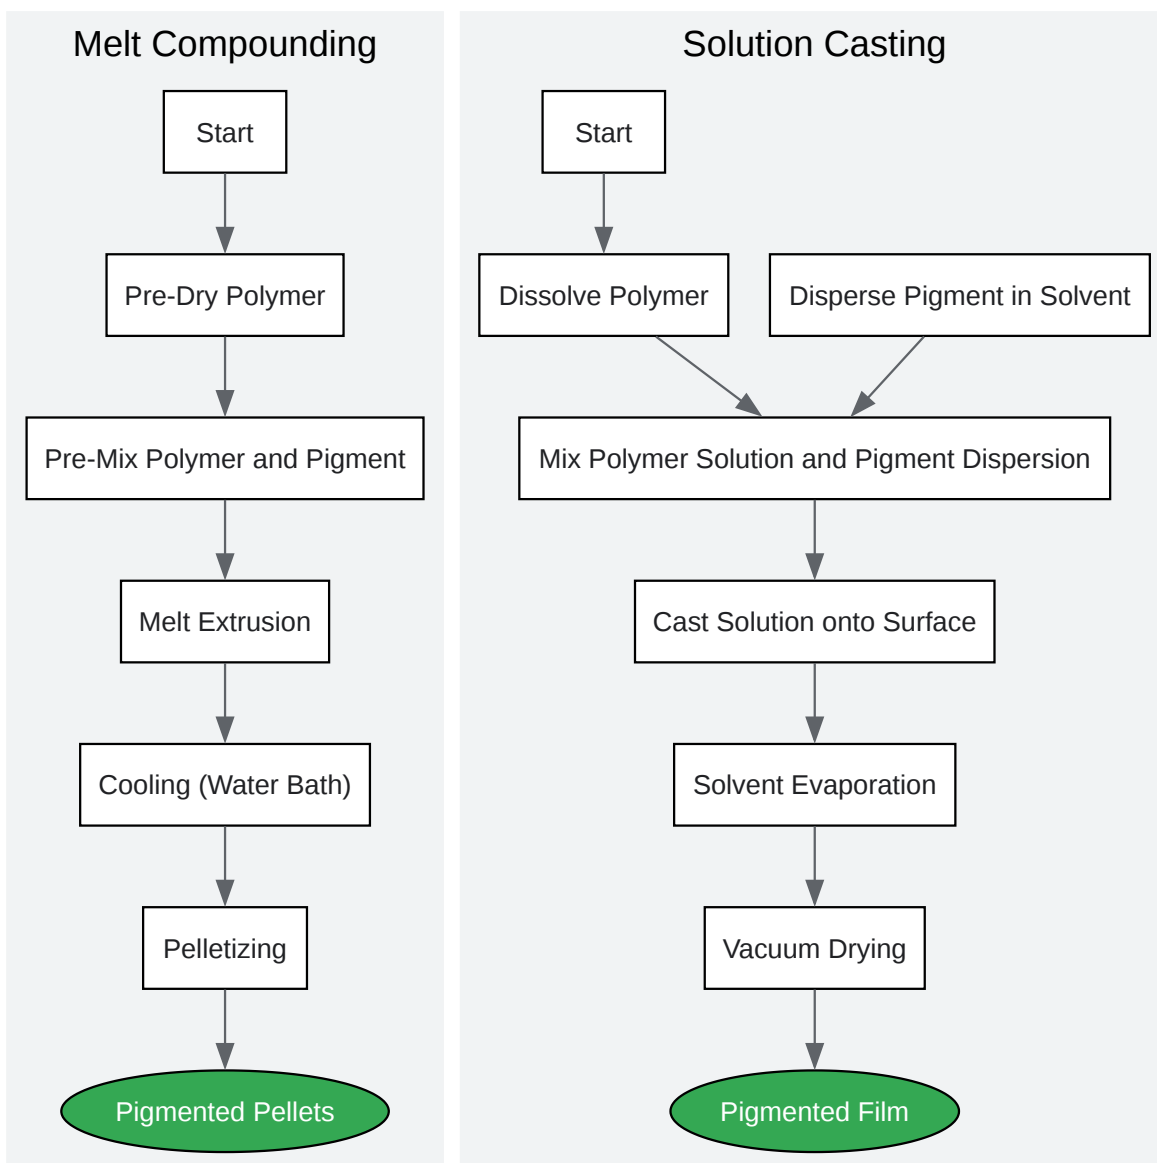 Melt Compounding
Start
Pre-Dry Polymer
Pre-Mix Polymer and Pigment
Melt Extrusion
Cooling (Water Bath)
Pelletizing
Pigmented Pellets
Solution Casting
Start
Dissolve Polymer
Disperse Pigment in Solvent
Mix Polymer Solution and Pigment Dispersion
Cast Solution onto Surface
Solvent Evaporation
Vacuum Drying
Pigmented Film